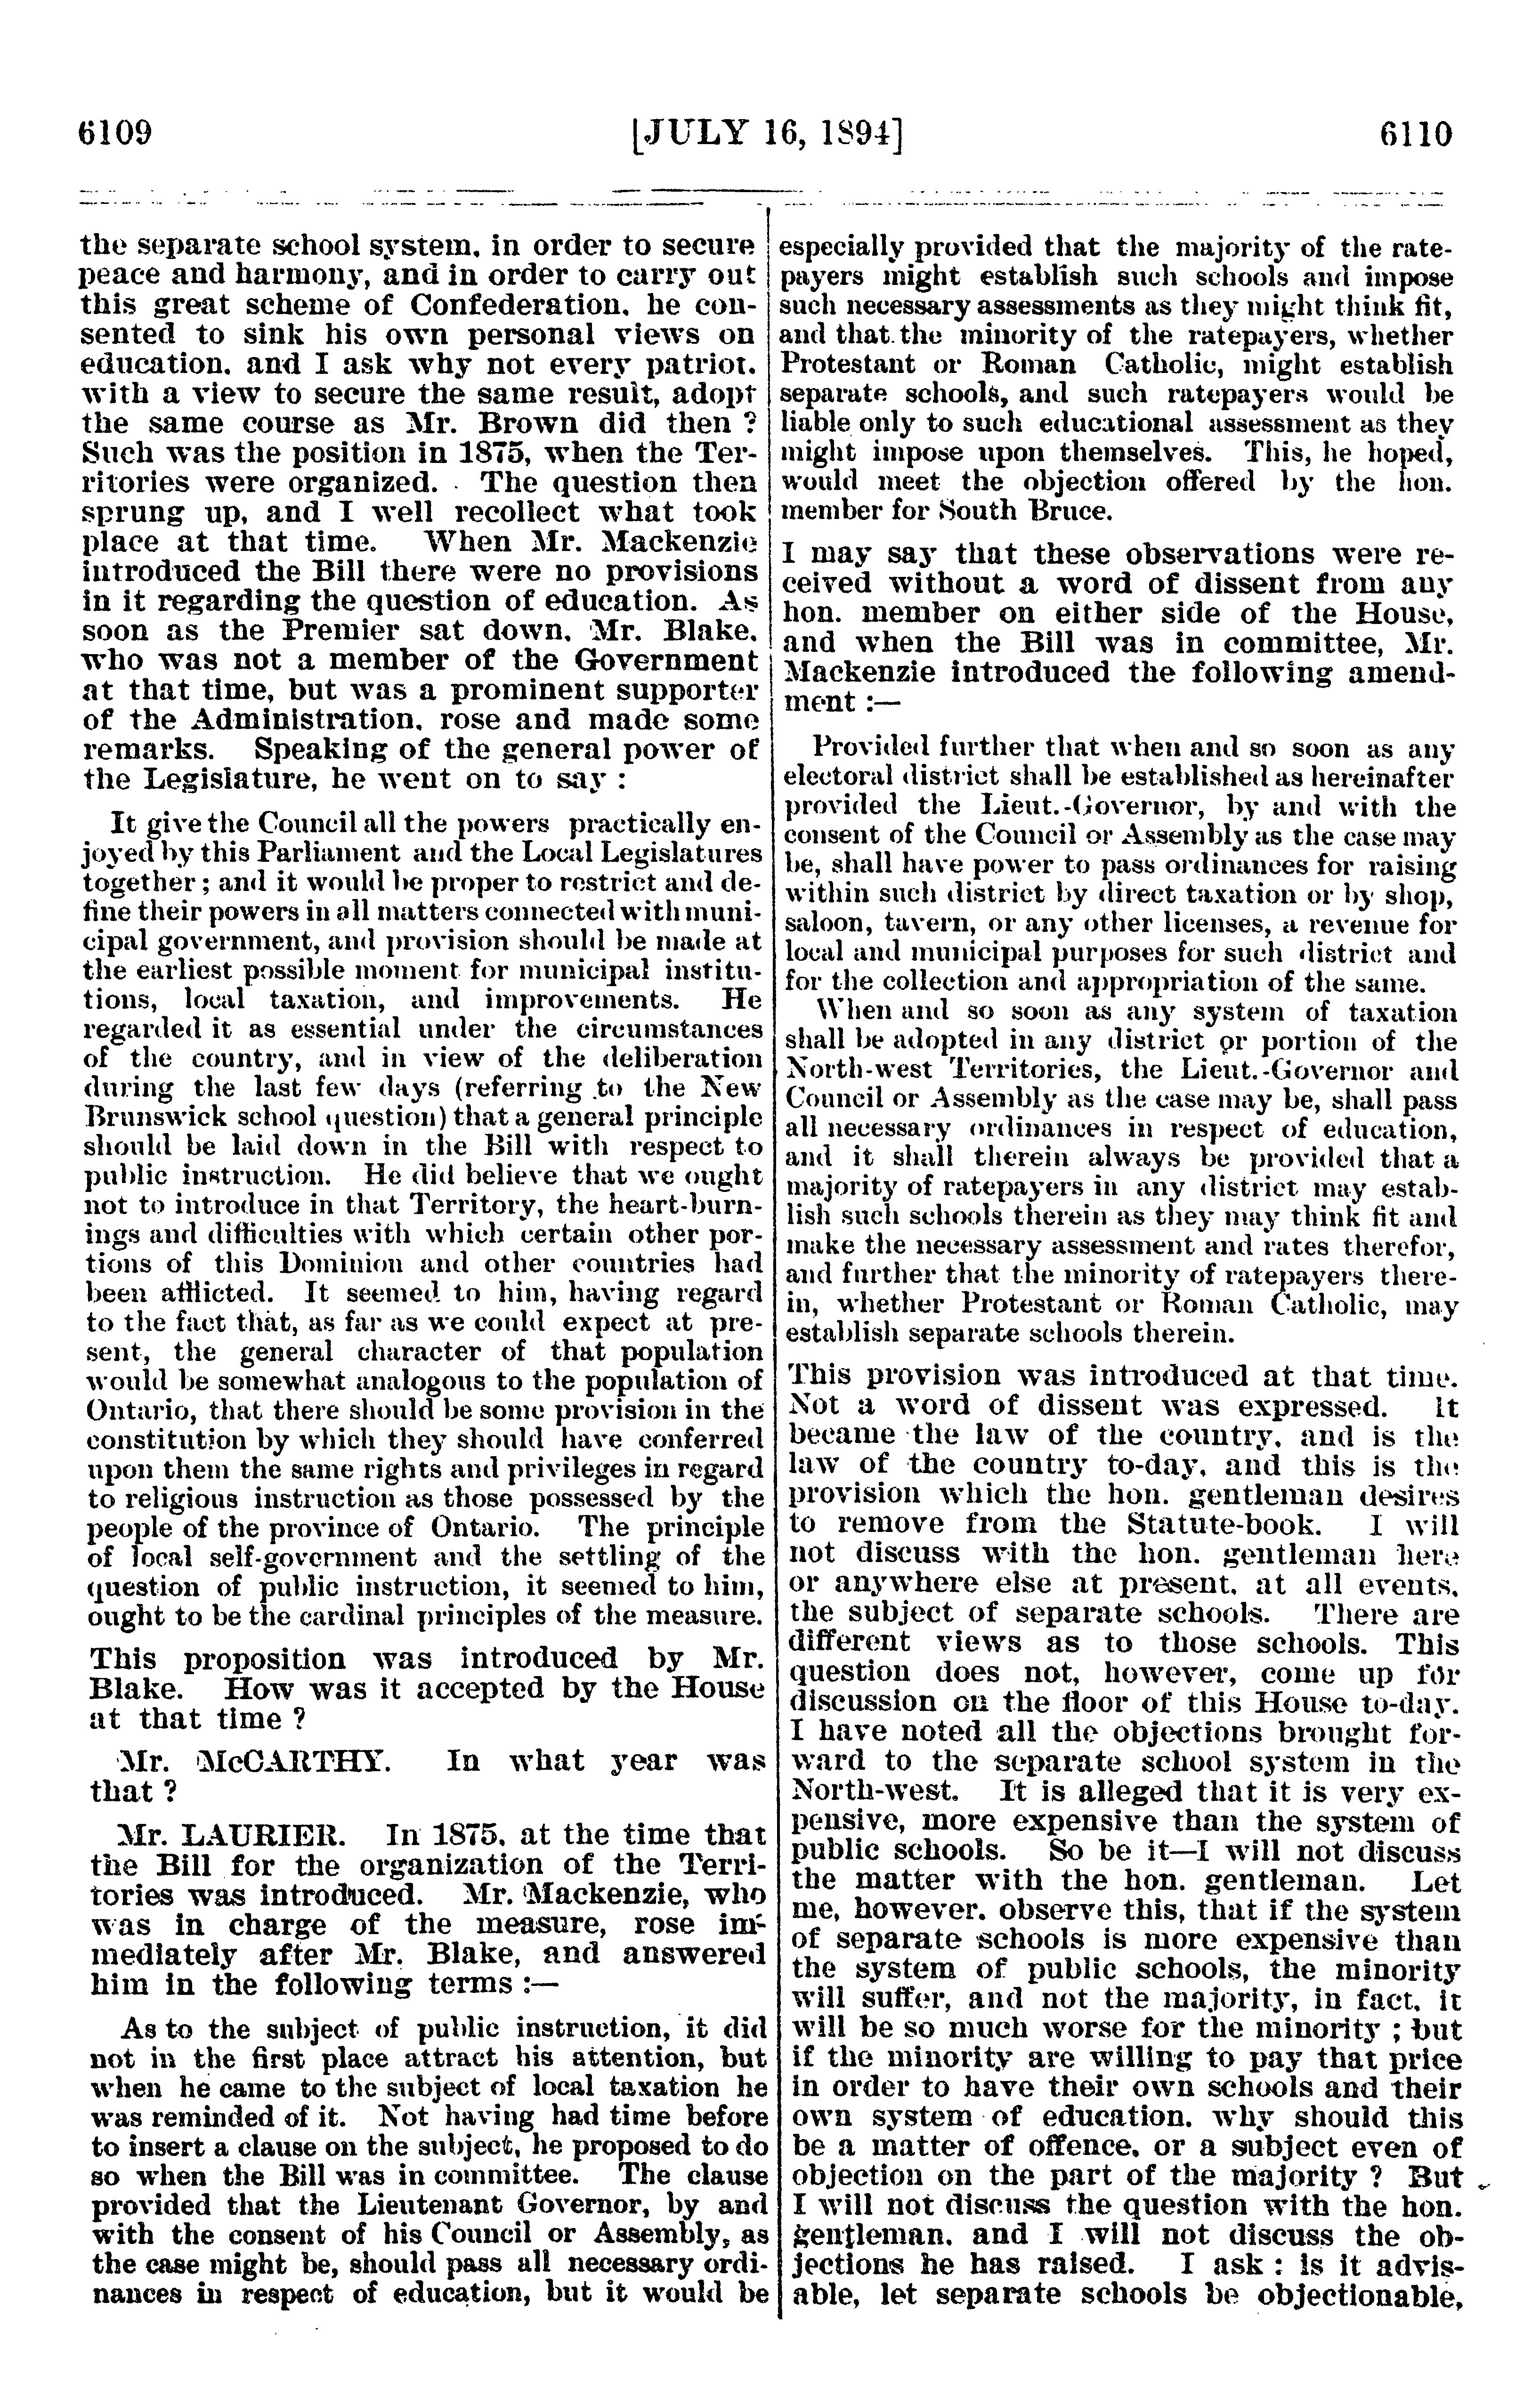 6109
[JULY 16, 1894]
6110
the separate school system, in order to secure
peace and harmony, and in order to carry out
this great scheme of Confederation, he con-
sented to sink his own personal views on
education, and I ask why not every patriot,
with a view to secure the same result, adopt
the same course as Mr. Brown did then ?
Such was the position in 1875, when the Ter-
ritories were organized. The question then
sprung up, and I well recollect what took
place at that time. When Mr. Mackenzie
introduced the Bill there were no provisions
in it regarding the question of education. As
soon as the Premier sat down, Mr. Blake,
who was not a member of the Government
at that time, but was a prominent supporter
of the Administration, rose and made some
remarks. Speaking of the general power of
the Legislature, he went on to say :
It give the Council all the powers practically en-
joyed by this Parliament and the Local Legislatures
together ; and it would be proper to restrict and de-
fine their powers in all matters connected with muni-
cipal government, and provision should be made at
the earliest possible moment for municipal institu-
tions, local taxation, and improvements. He
regarded it as essential under the circumstances
of the country, and in view of the deliberation
during the last few days (referring to the New
Brunswick school question) that a general principle
should be laid down in the Bill with respect to
public instruction. He did believe that we ought
not to introduce in that Territory, the heart-burn-
ings and difficulties with which certain other por-
tions of this Dominion and other countries had
been afflicted. It seemed to him, having regard
to the fact that, as far as we could expect at pre-
sent, the general character of that population
would be somewhat analogous to the population of
Ontario, that there should be some provision in the
constitution by which they should have conferred
upon them the same rights and privileges in regard
to religious instruction as those possessed by the
people of the province of Ontario. The principle
of local self-government and the settling of the
question of public instruction, it seemed to him,
ought to be the cardinal principles of the measure.
This proposition was introduced by Mr.
Blake. How was it accepted by the House
at that time ?
Mr. McCARTHY. In what year was
that ?
Mr. LAURIER. In 1875, at the time that
the Bill for the organization of the Terri-
tories was introduced. Mr. Mackenzie, who
was in charge of the measure, rose im-
mediately after Mr. Blake, and answered
him in the following terms :—
As to the subject of public instruction, it did
not in the first place attract his attention, but
when he came to the subject of local taxation he
was reminded of it. Not having had time before
to insert a clause on the subject, he proposed to do
so when the Bill was in committee. The clause
provided that the Lieutenant Governor, by and
with the consent of his Council or Assembly, as
the case might be, should pass all necessary ordi-
nances in respect of education, but it would be
especially provided that the majority of the rate-
payers might establish such schools and impose
such necessary assessments as they might think fit,
and that the minority of the ratepayers, whether
Protestant or Roman Catholic, might establish
separate schools, and such ratepayers would be
liable only to such educational assessment as they
might impose upon themselves. This, he hoped,
would meet the objection offered by the hon.
member for South Bruce.
I may say that these observations were re-
ceived without a word of dissent from any
hon. member on either side of the House,
and when the Bill was in committee, Mr.
Mackenzie introduced the following amend-
ment :—
Provided further that when and so soon as any
electoral district shall be established as hereinafter
provided the Lieut.-Governor, by and with the
consent of the Council or Assembly as the case may
be, shall have power to pass ordinances for raising
within such district by direct taxation or by shop,
saloon, tavern, or any other licenses, a revenue for
local and municipal purposes for such district and
for the collection and appropriation of the same.
When and so soon as any system of taxation
shall be adopted in any district or portion of the
North-west Territories, the Lieut.-Governor and
Council or Assembly as the case may be, shall pass
all necessary ordinances in respect of education,
and it shall therein always be provided that a
majority of ratepayers in any district may estab-
lish such schools therein as they may think fit and
make the necessary assessment and rates therefor,
and further that the minority of ratepayers there-
in, whether Protestant or Roman Catholic, may
establish separate schools therein.
This provision was introduced at that time.
Not a word of dissent was expressed. It
became the law of the country, and is the
law of the country to-day, and this is the
provision which the hon. gentleman desires
to remove from the Statute-book. I will
not discuss with the hon. gentleman here
or anywhere else at present, at all events,
the subject of separate schools. There are
different views as to those schools. This
question does not, however, come up for
discussion on the floor of this House to-day.
I have noted all the objections brought for-
ward to the separate school system in the
North-west. It is alleged that it is very ex-
pensive, more expensive than the system of
public schools. So be it—I will not discuss
the matter with the hon. gentleman. Let
me, however, observe this, that if the system
of separate schools is more expensive than
the system of public schools, the minority
will suffer, and not the majority, in fact, it
will be so much worse for the minority ; but
if the minority are willing to pay that price
in order to have their own schools and their
own system of education, why should this
be a matter of offence, or a subject even of
objection on the part of the majority ? But
I will not discuss the question with the hon.
gentleman, and I will not discuss the ob-
jections he has raised. I ask : is it advis-
able, let separate schools be objectionable,